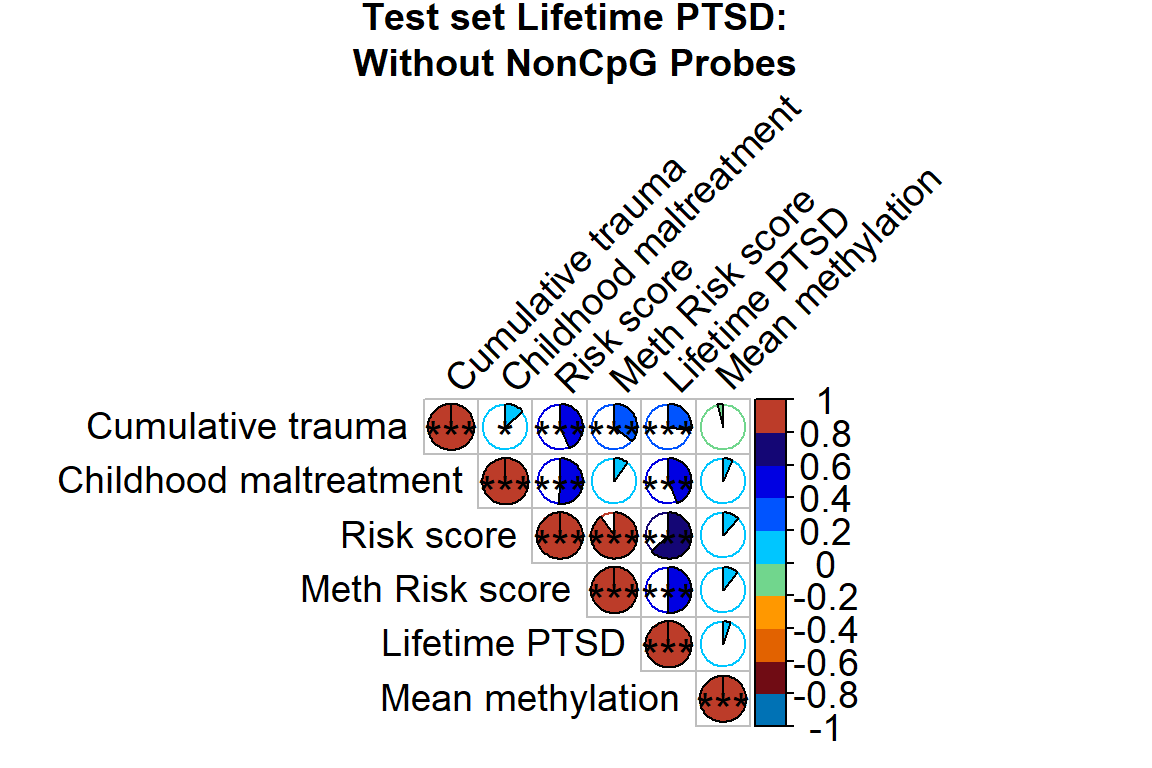 Test set Lifetime PTSD:
Without NonCpG Probes
Cumulative trauma
Childhood maltreatment
Risk score
Meth Risk score
Lifetime PTSD
Mean methylation
Cumulative trauma *** * *** *** ***
Childhood maltreatment *** *** ***
Risk score *** *** ***
Meth Risk score *** ***
Lifetime PTSD ***
Mean methylation ***
1
0.8
0.6
0.4
0.2
0
-0.2
-0.4
-0.6
-0.8
-1